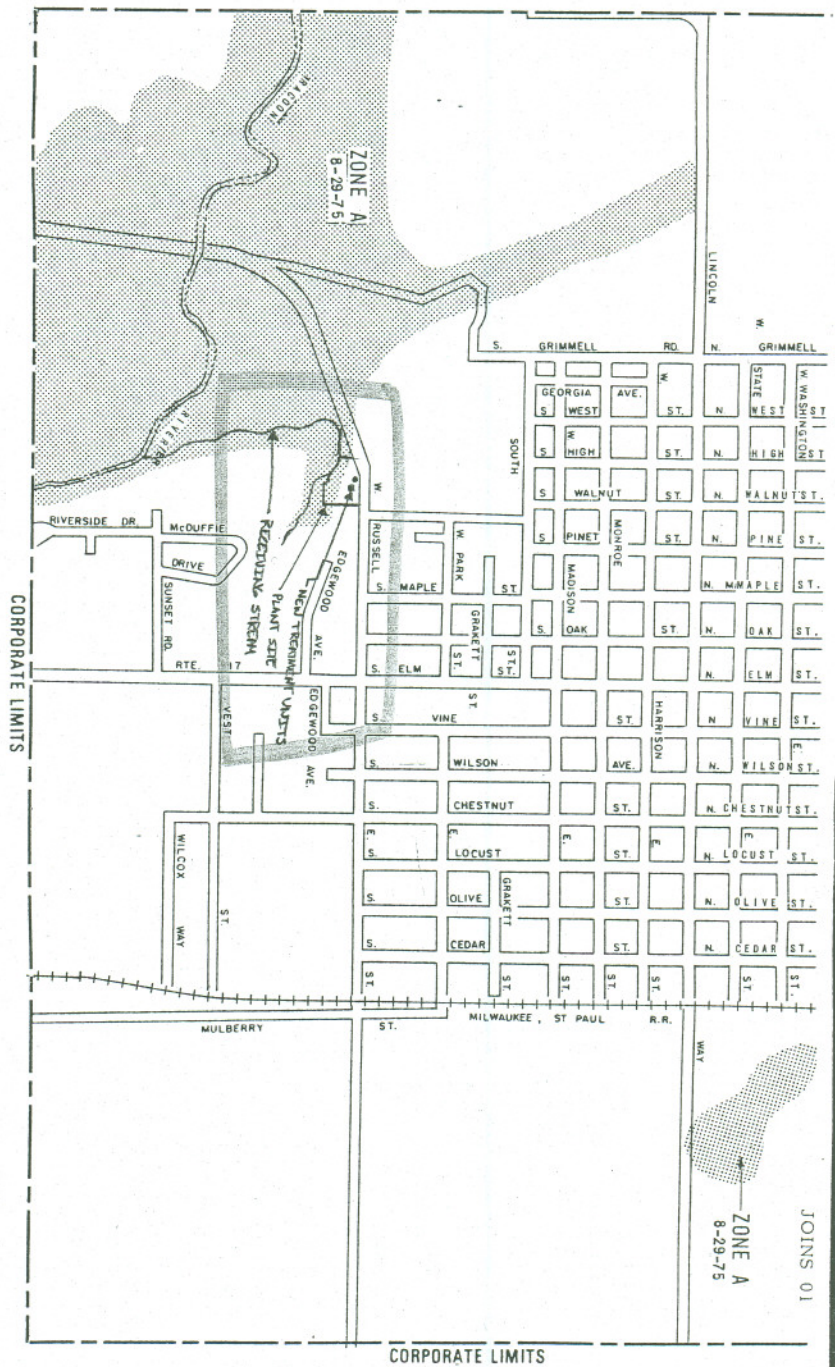 RACOON
ZONE A
8-29-75
LINCOLN
W.
S. GRIMMELL RD. N. GRIMMELL
GEORGIA AVE. W. STATE W. WASHINGTON
S WEST ST. N WEST ST
S W. HIGH ST. N HIGH ST
S WALNUT ST. N. WALNUT ST.
SOUTH
RIVER
RIVERSIDE DR. McDUFFIE
DRIVE
SUNSET RD.
W. RUSSELL
W. PARK
S PINET MONROE ST. N. PINE ST.
S. MAPLE ST. N. MAPLE ST.
EDGEWOOD AVE.
RECEIVING STREAM
PLANT SITE
NEW TREATMENT UNITS
GRAKETT ST.
MADISON
S. OAK ST. N. OAK ST.
RTE. 17
S. ELM ST. N. ELM ST.
VEST
EDGEWOOD AVE.
S. VINE ST. ST. HARRISON N VINE ST.
S. WILSON AVE. N. WILSON ST.
E.
S. CHESTNUT ST. N. CHESTNUT ST.
E. E. E. E. E.
S. LOCUST ST. N. LOCUST ST.
WILCOX WAY
ST.
S. OLIVE GRAKETT ST. N. OLIVE ST.
S. CEDAR ST. N. CEDAR ST.
ST. ST. ST. ST. ST. ST. ST.
MULBERRY ST. MILWAUKEE, ST PAUL R.R.
WAY
ZONE A
8-29-75
JOINS 01
CORPORATE LIMITS
CORPORATE LIMITS